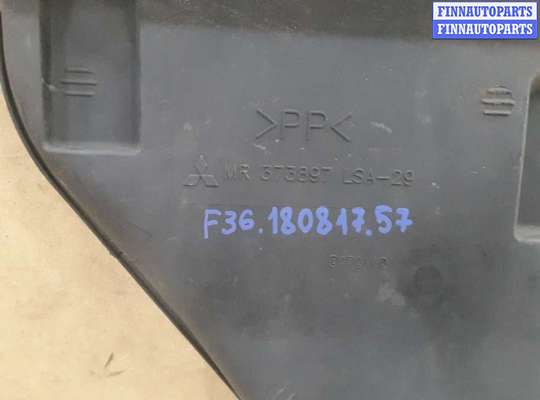 FINNAUTOPARTS
FINNAUTOPARTS
>PP<
MR 373897 LSA-29
F36.180817.57